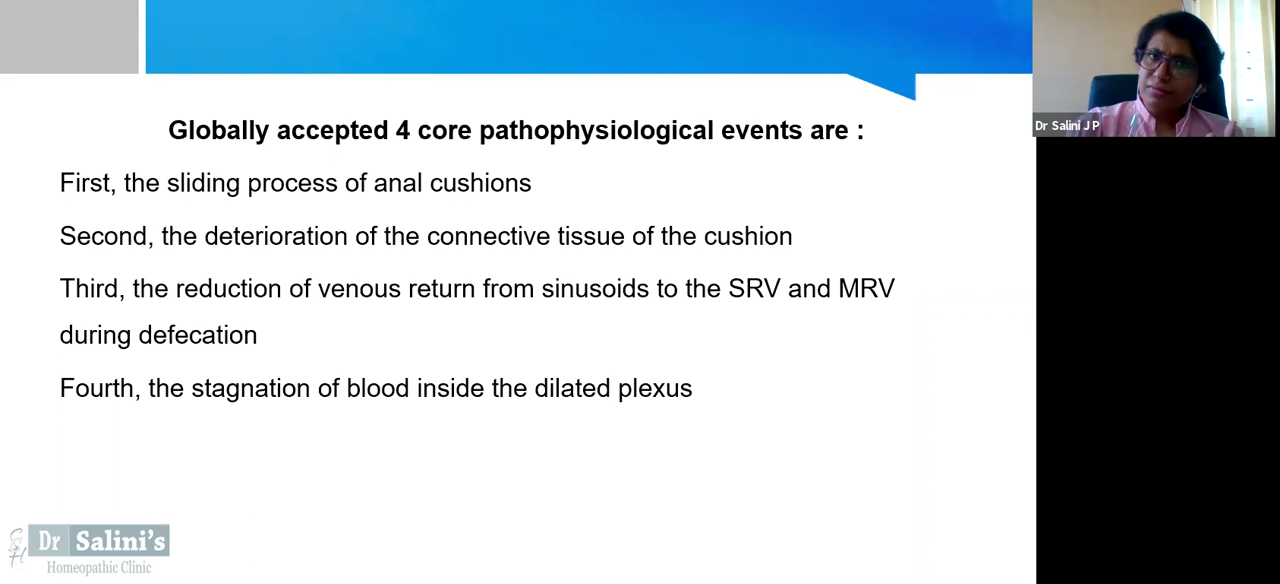 Globally accepted 4 core pathophysiological events are :
First, the sliding process of anal cushions
Second, the deterioration of the connective tissue of the cushion
Third, the reduction of venous return from sinusoids to the SRV and MRV
during defecation
Fourth, the stagnation of blood inside the dilated plexus
Dr Salini J P
Dr Salini's
Homeopathic Clinic